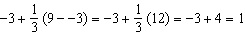 −3 + 1/3 (9 − −3) = −3 + 1/3 (12) = −3 + 4 = 1